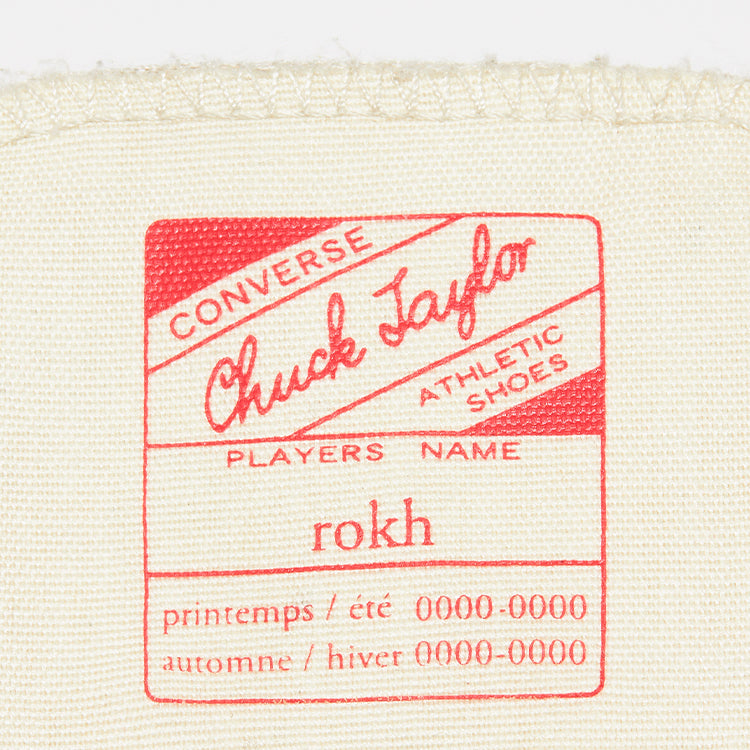 CONVERSE
Chuck Taylor
ATHLETIC
SHOES
PLAYERS NAME
rokh
printemps / été 0000-0000
automne / hiver 0000-0000